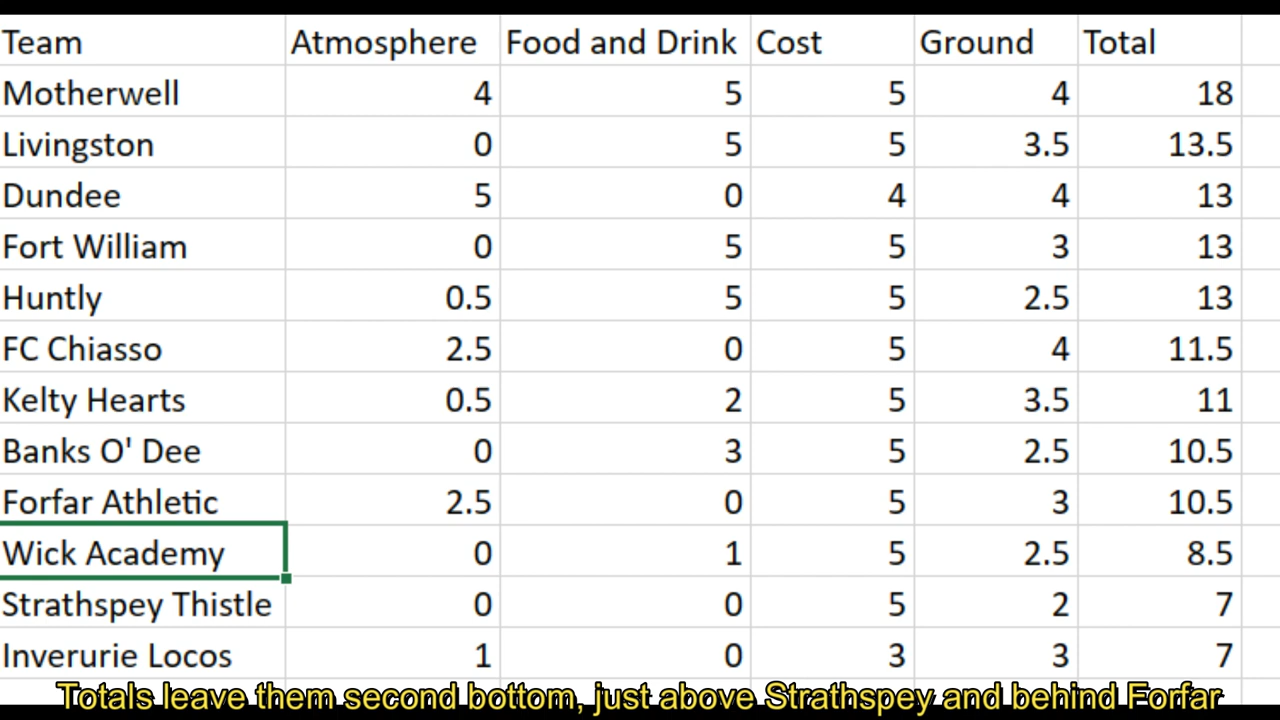 Team Atmosphere Food and Drink Cost Ground Total
Motherwell 4 5 5 4 18
Livingston 0 5 5 3.5 13.5
Dundee 5 0 4 4 13
Fort William 0 5 5 3 13
Huntly 0.5 5 5 2.5 13
FC Chiasso 2.5 0 5 4 11.5
Kelty Hearts 0.5 2 5 3.5 11
Banks O' Dee 0 3 5 2.5 10.5
Forfar Athletic 2.5 0 5 3 10.5
Wick Academy 0 1 5 2.5 8.5
Strathspey Thistle 0 0 5 2 7
Inverurie Locos 1 0 3 3 7
Totals leave them second bottom, just above Strathspey and behind Forfar